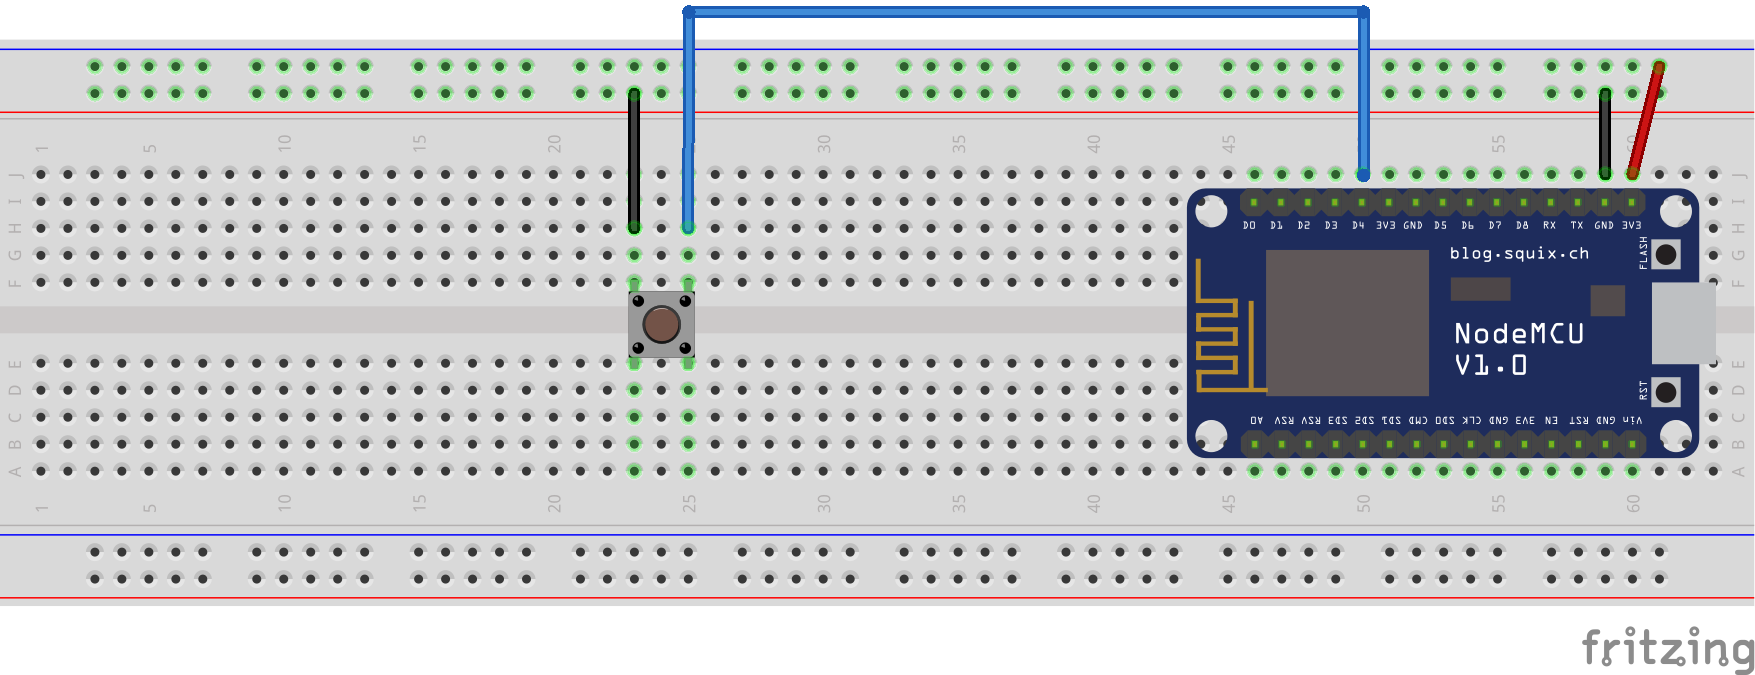 1 5 10 15 20 30 35 40 45 55 60
J J
I I
H H
G
F F
D0 D1 D2 D3 D4 3V3 GND D5 D6 D7 D8 RX TX GND 3V3
FLASH
blog.squix.ch
NodeMCU
V1.0
RST
E E
D D
C C
B B
A A
A0 RSV RSV SD3 SD2 SD1 CMD SD0 CLK GND 3V3 EN RST GND Vin
1 5 10 15 20 25 30 35 40 45 50 55 60
fritzing